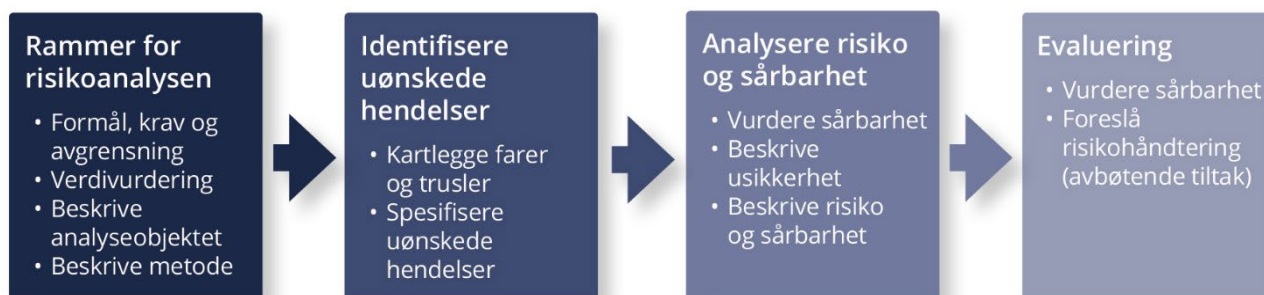 Rammer for
risikoanalysen
• Formål, krav og
avgrensning
• Verdivurdering
• Beskrive
analyseobjektet
• Beskrive metode
Identifisere
uønskede
hendelser
• Kartlegge farer
og trusler
• Spesifisere
uønskede
hendelser
Analysere risiko
og sårbarhet
• Vurdere sårbarhet
• Beskrive
usikkerhet
• Beskrive risiko
og sårbarhet
Evaluering
• Vurdere sårbarhet
• Foreslå
risikohåndtering
(avbøtende tiltak)